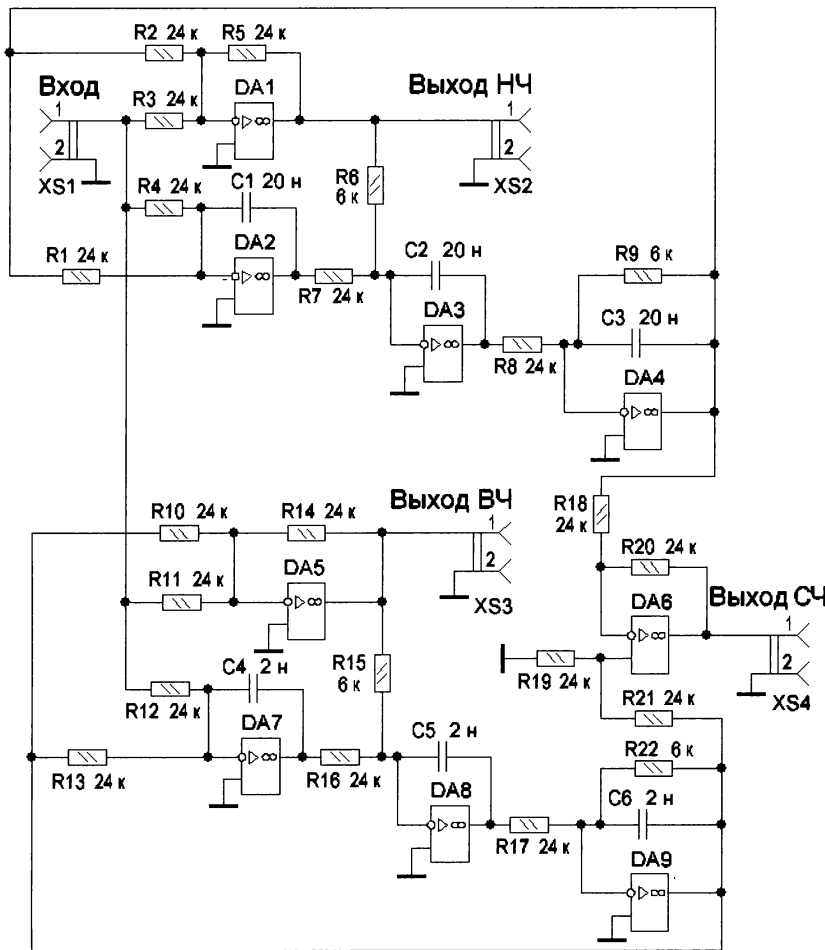 R2 24 к R5 24 к
Вход DA1 Выход НЧ
1 R3 24 к 1
2 2
XS1 R4 24 к C1 20 н R6 6 к XS2
R1 24 к DA2 C2 20 н R9 6 к
R7 24 к DA3 C3 20 н
R8 24 к DA4
R10 24 к R14 24 к Выход ВЧ 1 R18 24 к
R11 24 к DA5 2 R20 24 к
XS3 DA6 Выход СЧ
1
R12 24 к C4 2 н R15 6 к R19 24 к 2
R21 24 к XS4
R13 24 к DA7 R16 24 к C5 2 н R22 6 к
DA8 C6 2 н
R17 24 к DA9